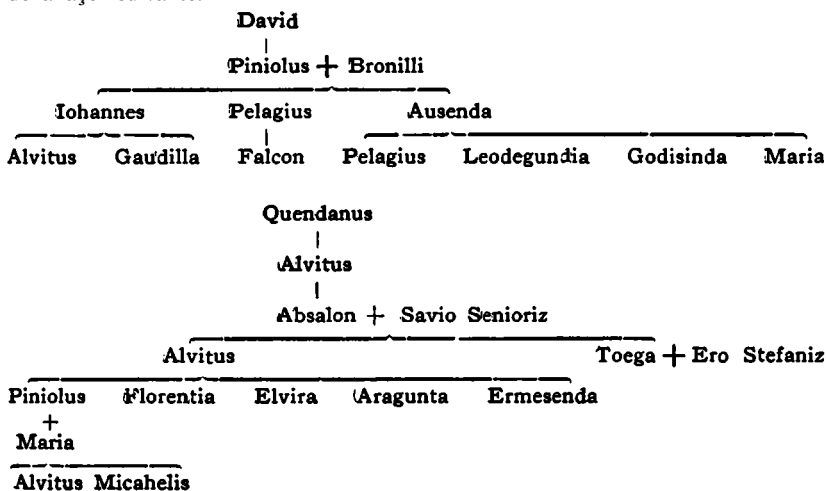 David
Piniolus + Bronilli
Iohannes Pelagius Ausenda
Alvitus Gaudilla Falcon Pelagius Leodegundia Godisinda Maria
Quendanus
Alvitus
Absalon + Savio Senioriz
Alvitus Toega + Ero Stefaniz
Piniolus Florentia Elvira Aragunta Ermesenda
+
Maria
Alvitus Micahelis